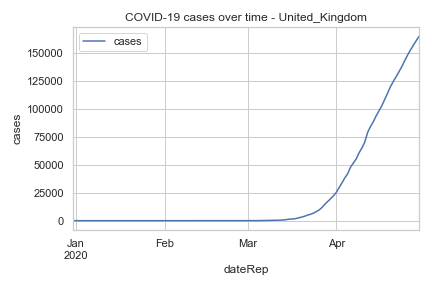 COVID-19 cases over time - United_Kingdom
cases
150000
125000
100000
75000
50000
25000
0
cases
Jan
2020
Feb
Mar
Apr
dateRep